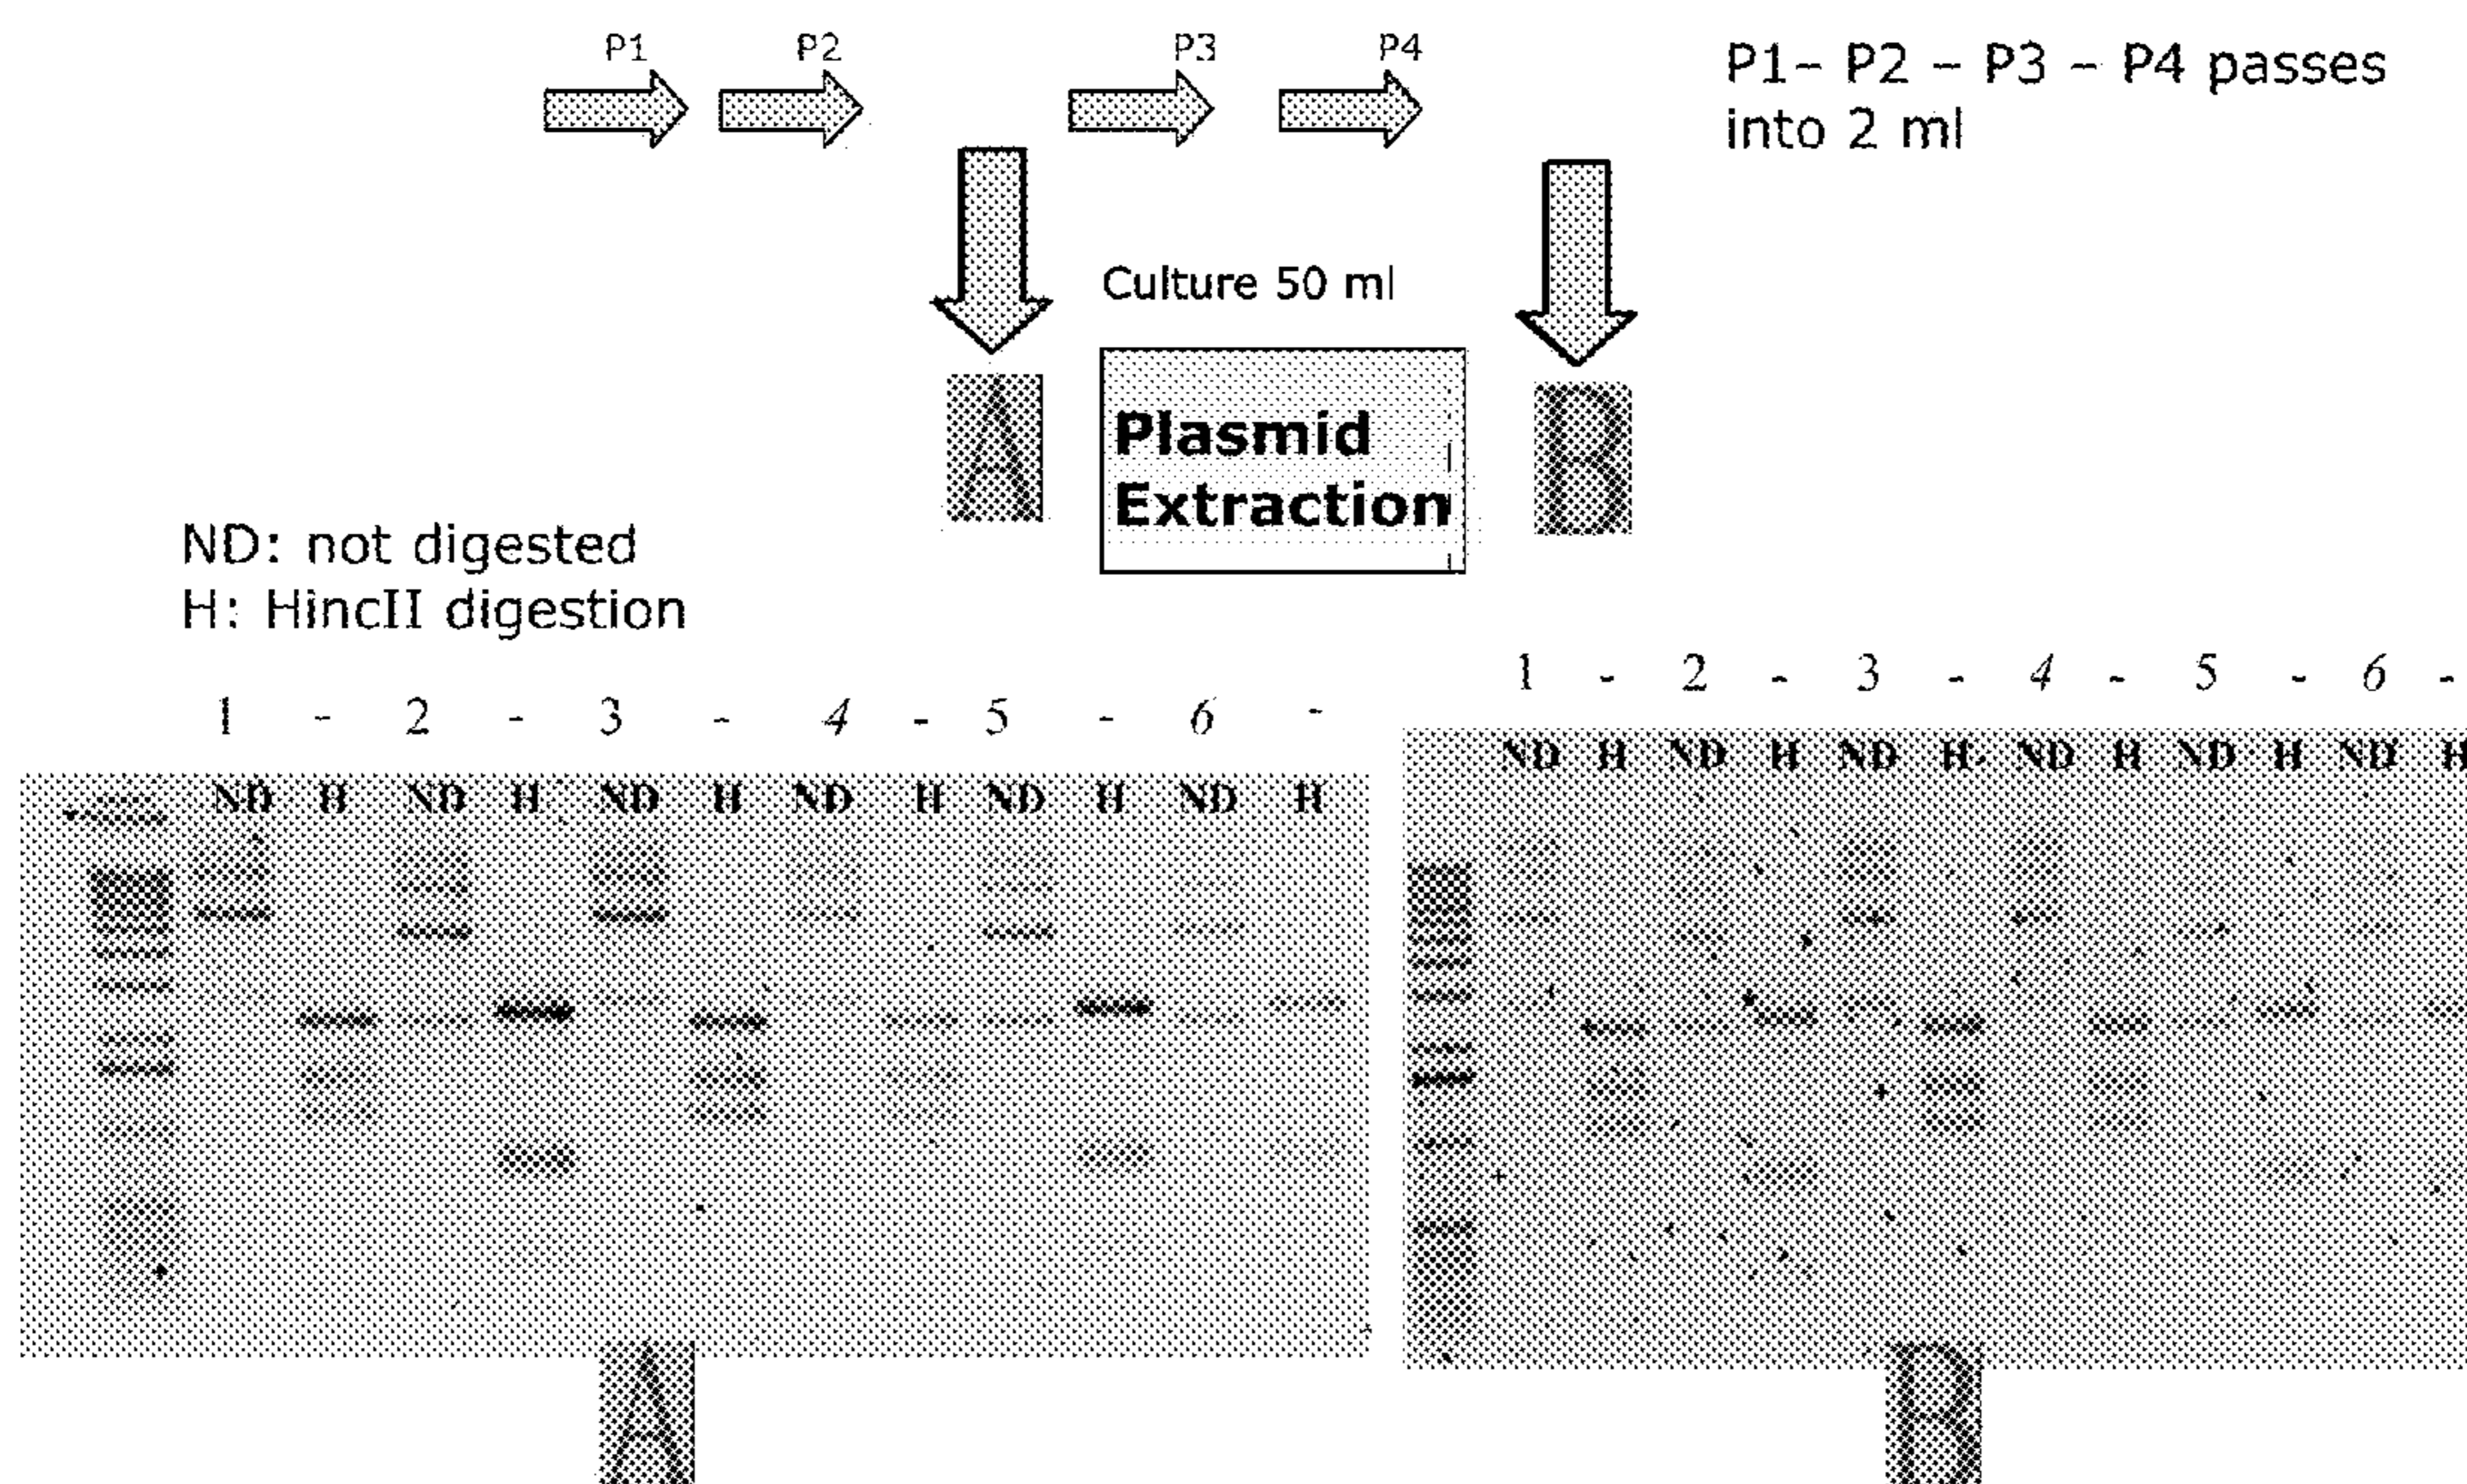 P1 P2 P3 P4
P1– P2 – P3 – P4 passes
into 2 ml
Culture 50 ml
A
Plasmid
Extraction
B
ND: not digested
H: HincII digestion
1 - 2 - 3 - 4 - 5 - 6 -
ND H ND H ND H ND H ND H ND H
1 - 2 - 3 - 4 - 5 - 6 -
ND H ND H ND H ND H ND H ND H
A
B